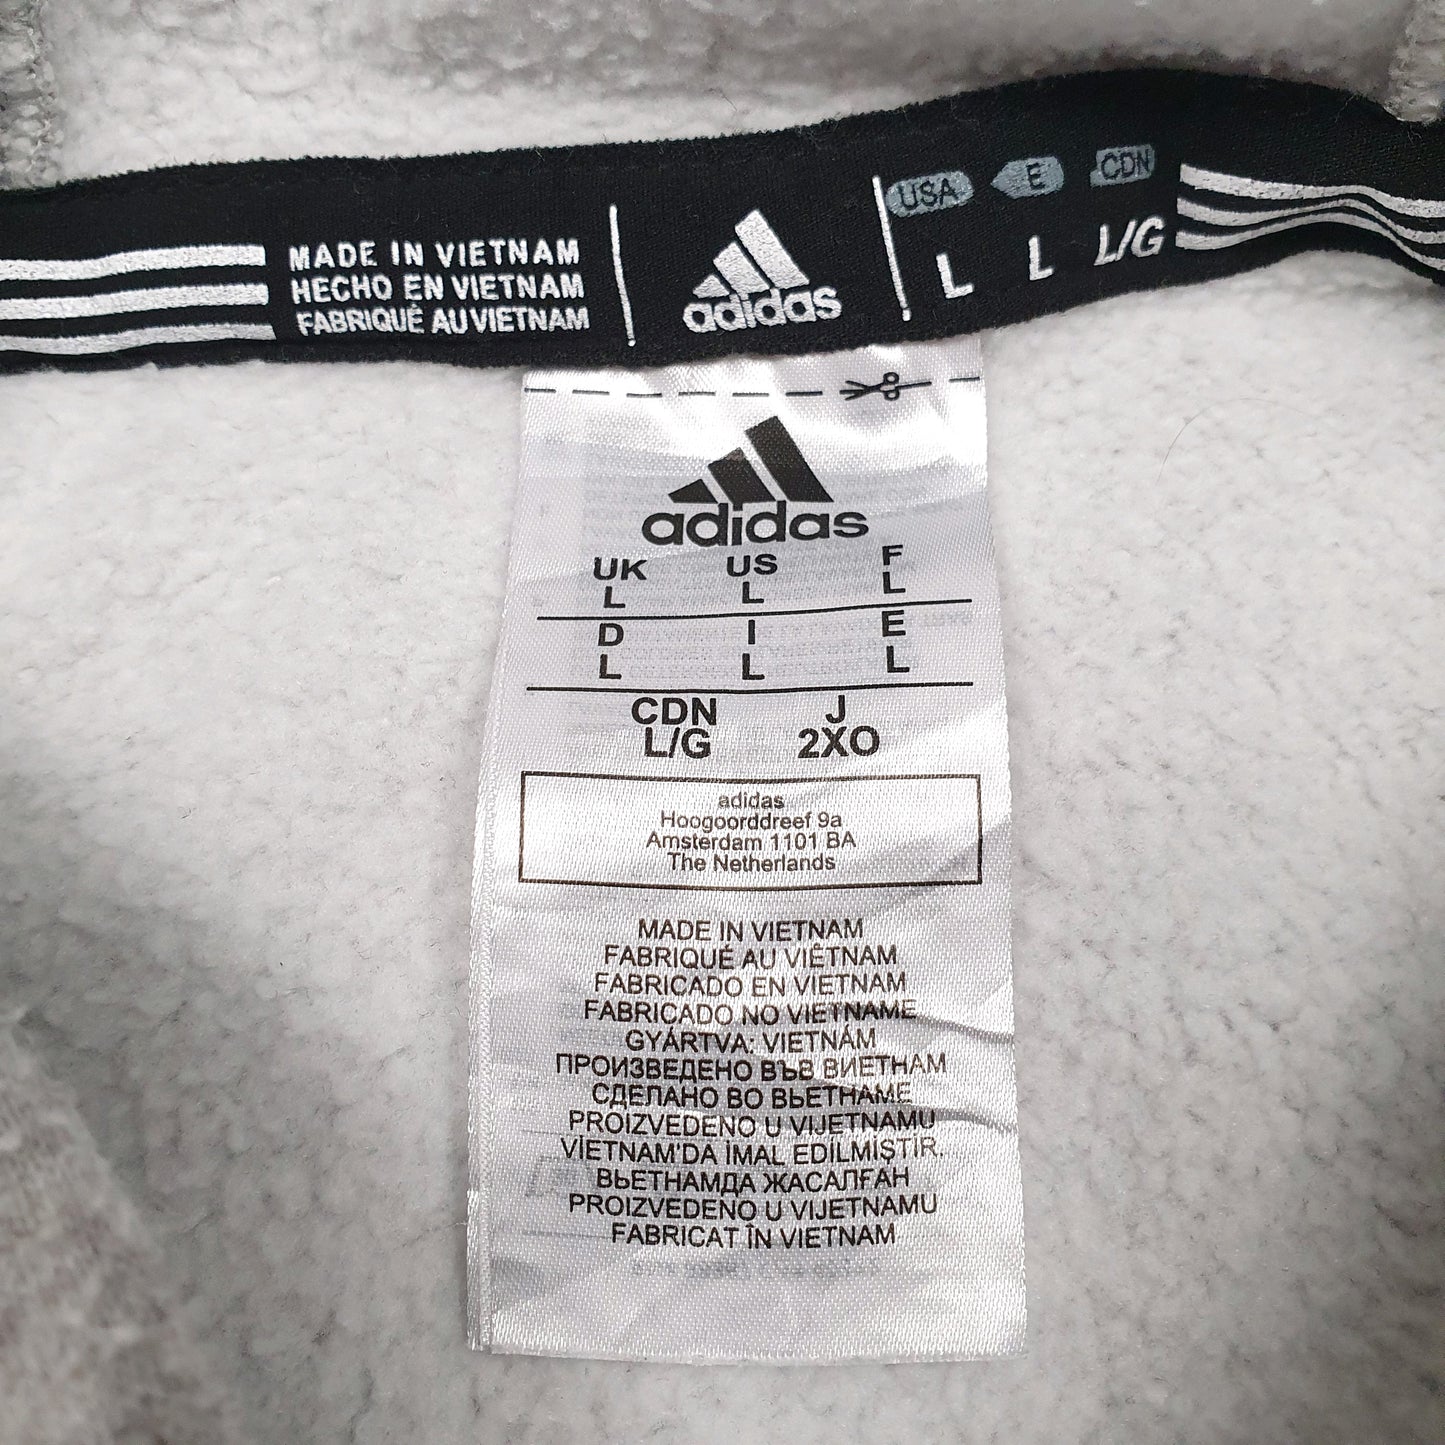 MADE IN VIETNAM
HECHO EN VIETNAM
FABRIQUÉ AU VIETNAM
adidas
USA E CDN
L L L/G
adidas
UK US F
L L L
D I E
L L L
CDN J
L/G 2XO
adidas
Hoogoorddreef 9a
Amsterdam 1101 BA
The Netherlands
MADE IN VIETNAM
FABRIQUÉ AU VIÊTNAM
FABRICADO EN VIETNAM
FABRICADO NO VIETNAME
GYÁRTVA: VIETNÁM
ПРОИЗВЕДЕНО ВЪВ ВИЕТНАМ
СДЕЛАНО ВО ВЬЕТНАМЕ
PROIZVEDENO U VIJETNAMU
VİETNAM'DA İMAL EDİLMİŞTİR.
ВЬЕТНАМДА ЖАСАЛҒАН
PROIZVEDENO U VIJETNAMU
FABRICAT ÎN VIETNAM